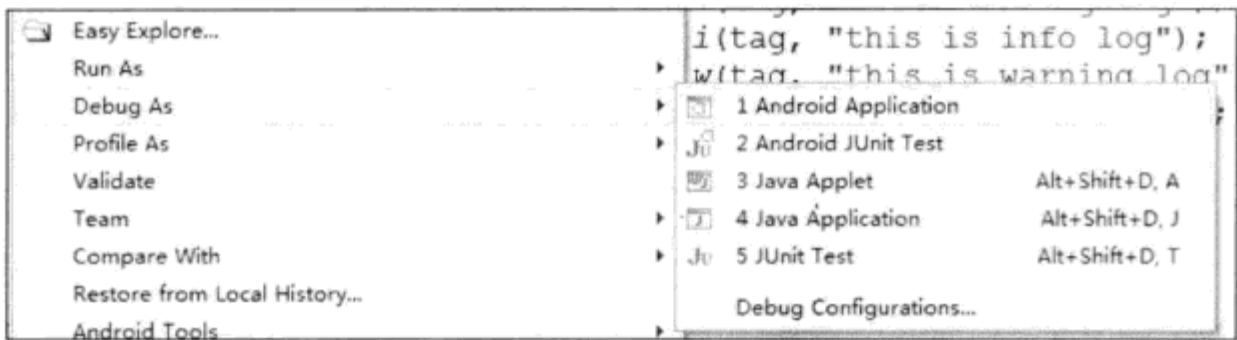 Easy Explore...
Run As
Debug As
Profile As
Validate
Team
Compare With
Restore from Local History...
Android Tools
i(tag, "this is info log");
w(tag, "this is warning log"
;
1 Android Application
2 Android JUnit Test
3 Java Applet Alt+Shift+D, A
4 Java Application Alt+Shift+D, J
5 JUnit Test Alt+Shift+D, T
Debug Configurations...